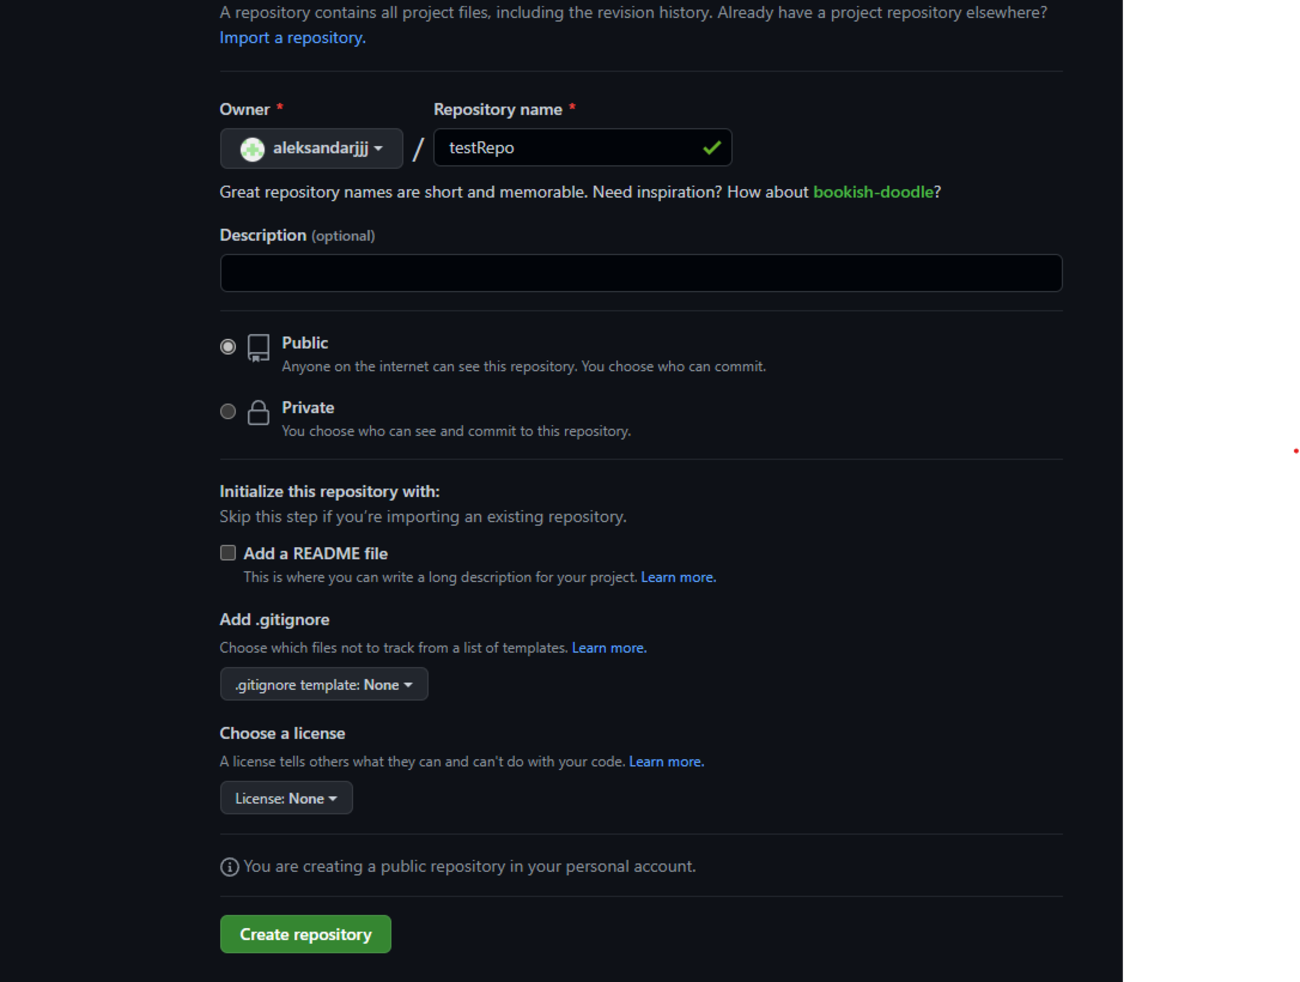 A repository contains all project files, including the revision history. Already have a project repository elsewhere?
Import a repository.
Owner * Repository name *
aleksandarjjj / testRepo
Great repository names are short and memorable. Need inspiration? How about bookish-doodle?
Description (optional)
Public
Anyone on the internet can see this repository. You choose who can commit.
Private
You choose who can see and commit to this repository.
Initialize this repository with:
Skip this step if you're importing an existing repository.
Add a README file
This is where you can write a long description for your project. Learn more.
Add .gitignore
Choose which files not to track from a list of templates. Learn more.
.gitignore template: None
Choose a license
A license tells others what they can and can't do with your code. Learn more.
License: None
You are creating a public repository in your personal account.
Create repository